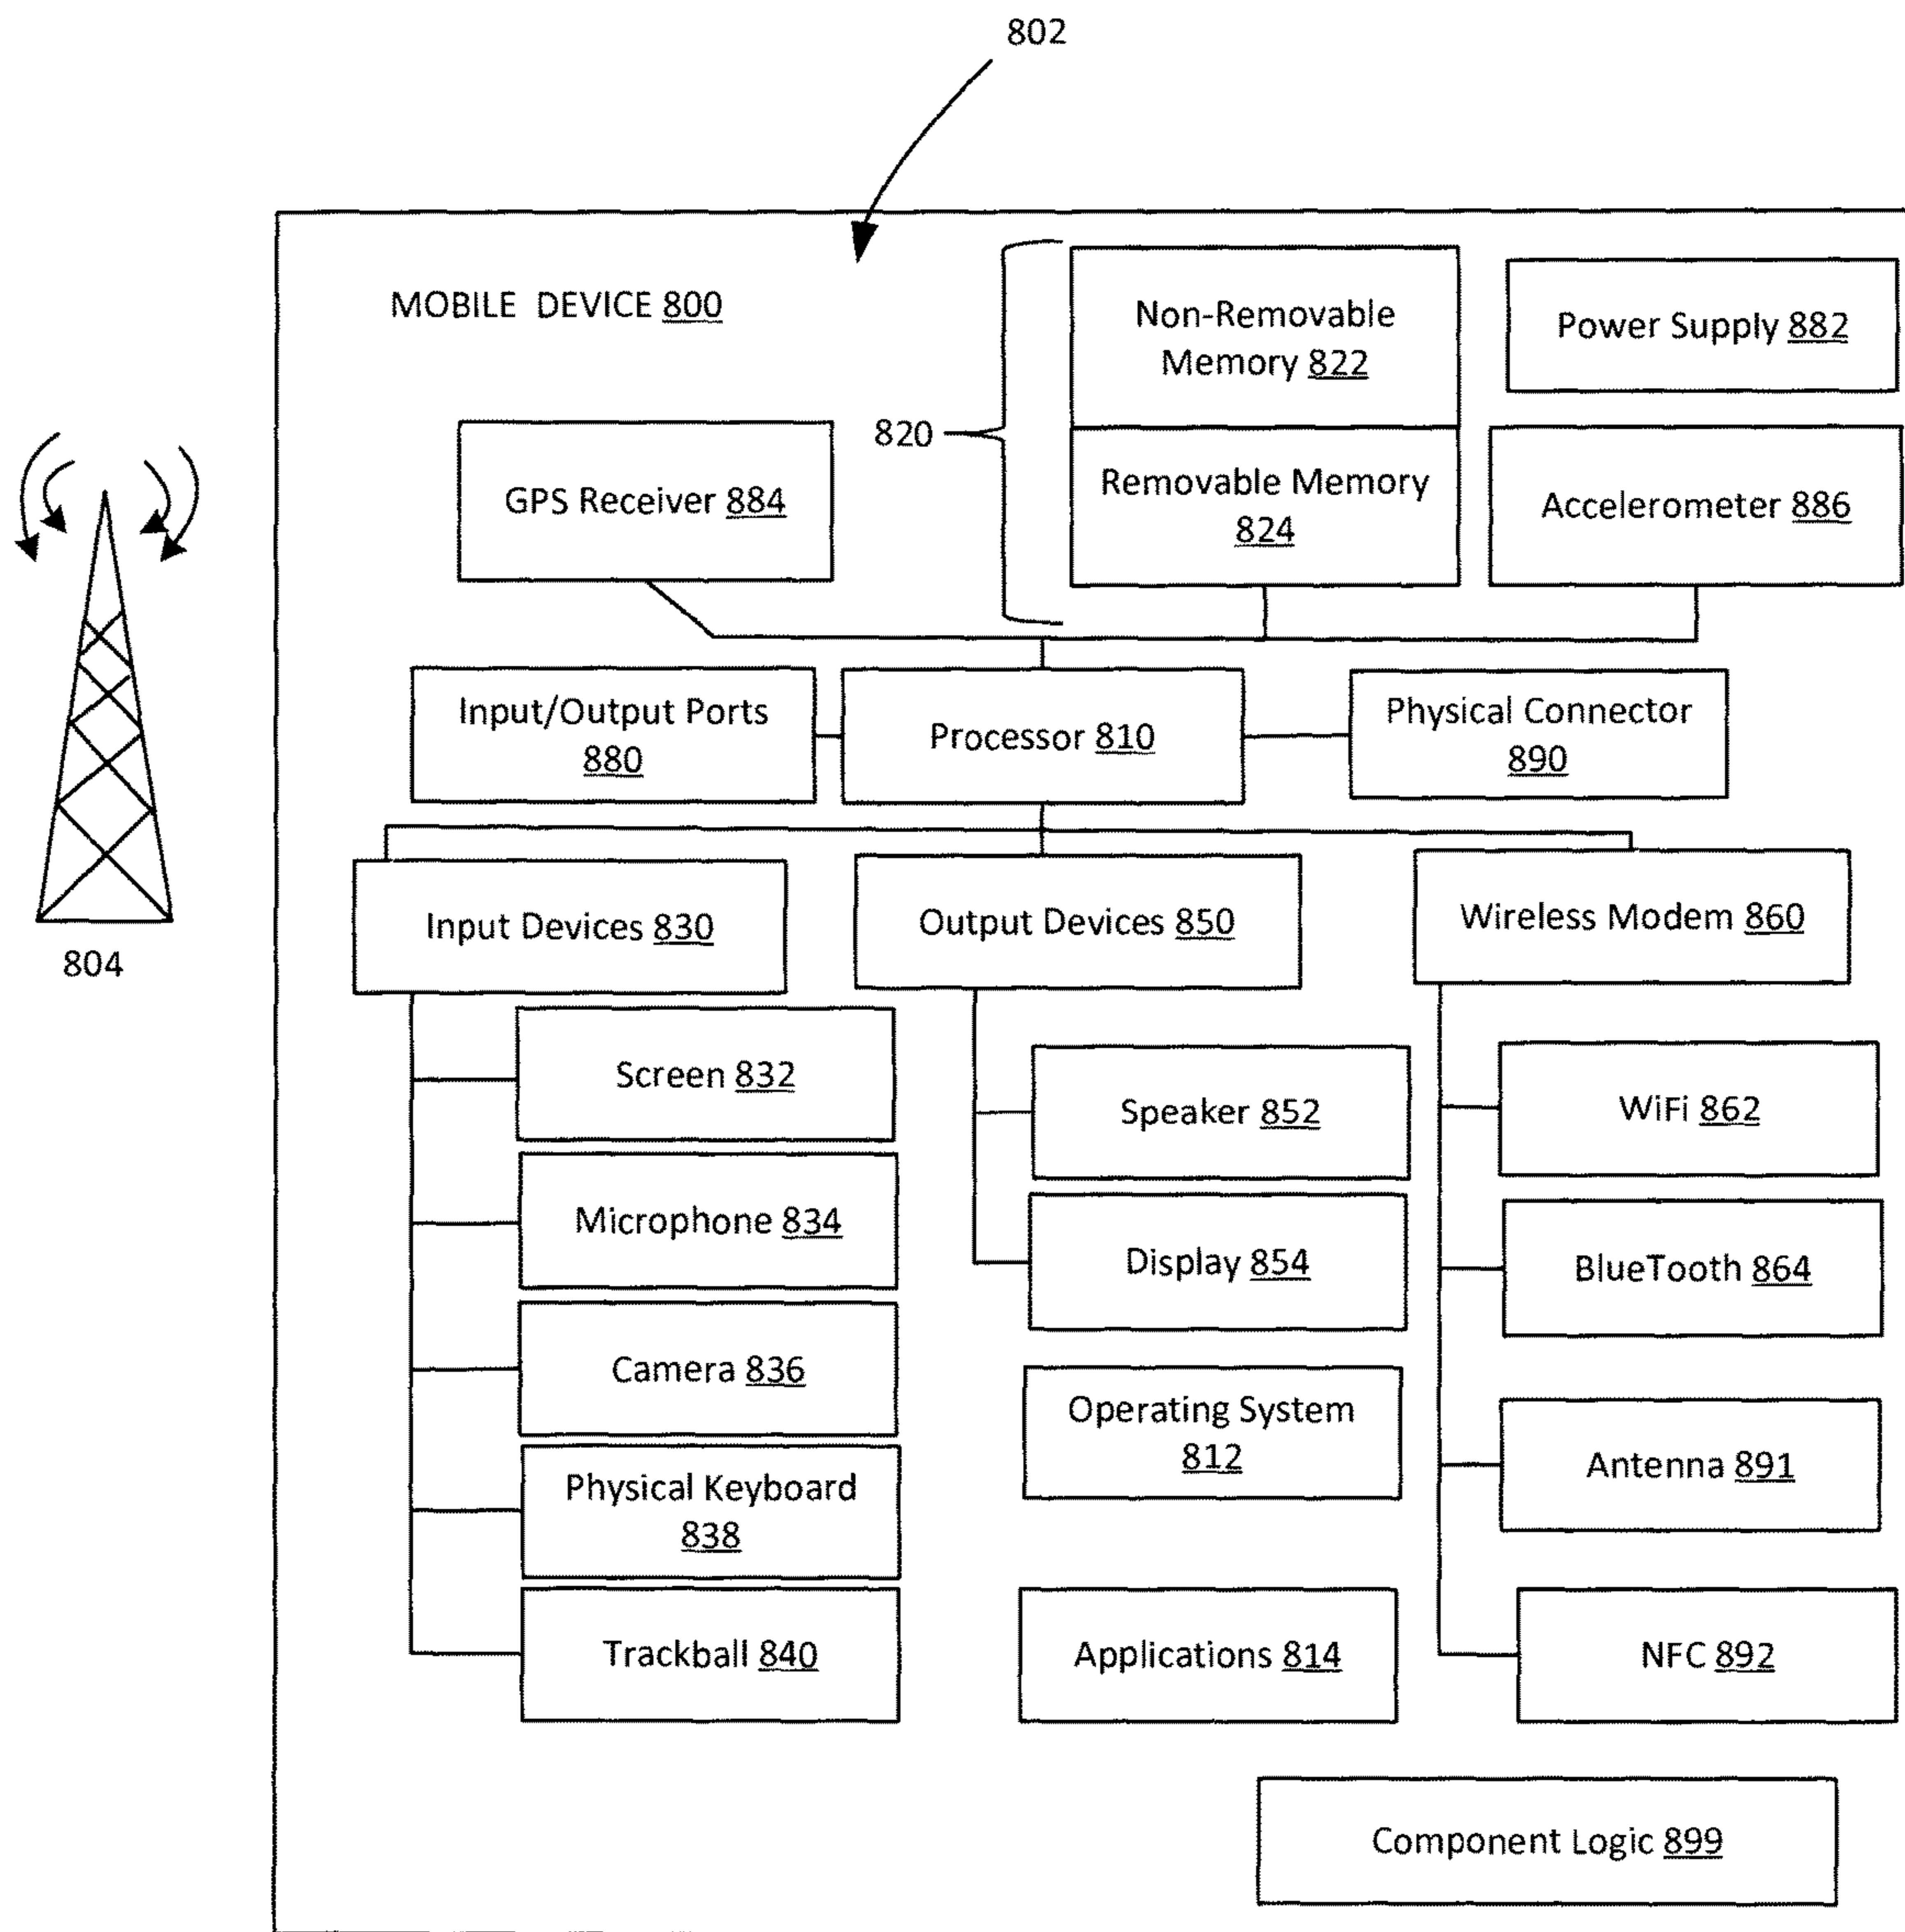 802
MOBILE DEVICE 800
Non-Removable
Memory 822
Power Supply 882
820
GPS Receiver 884
Removable Memory
824
Accelerometer 886
Input/Output Ports
880
Processor 810
Physical Connector
890
804
Input Devices 830
Output Devices 850
Wireless Modem 860
Screen 832
Speaker 852
WiFi 862
Microphone 834
Display 854
BlueTooth 864
Camera 836
Operating System
812
Antenna 891
Physical Keyboard
838
Trackball 840
Applications 814
NFC 892
Component Logic 899